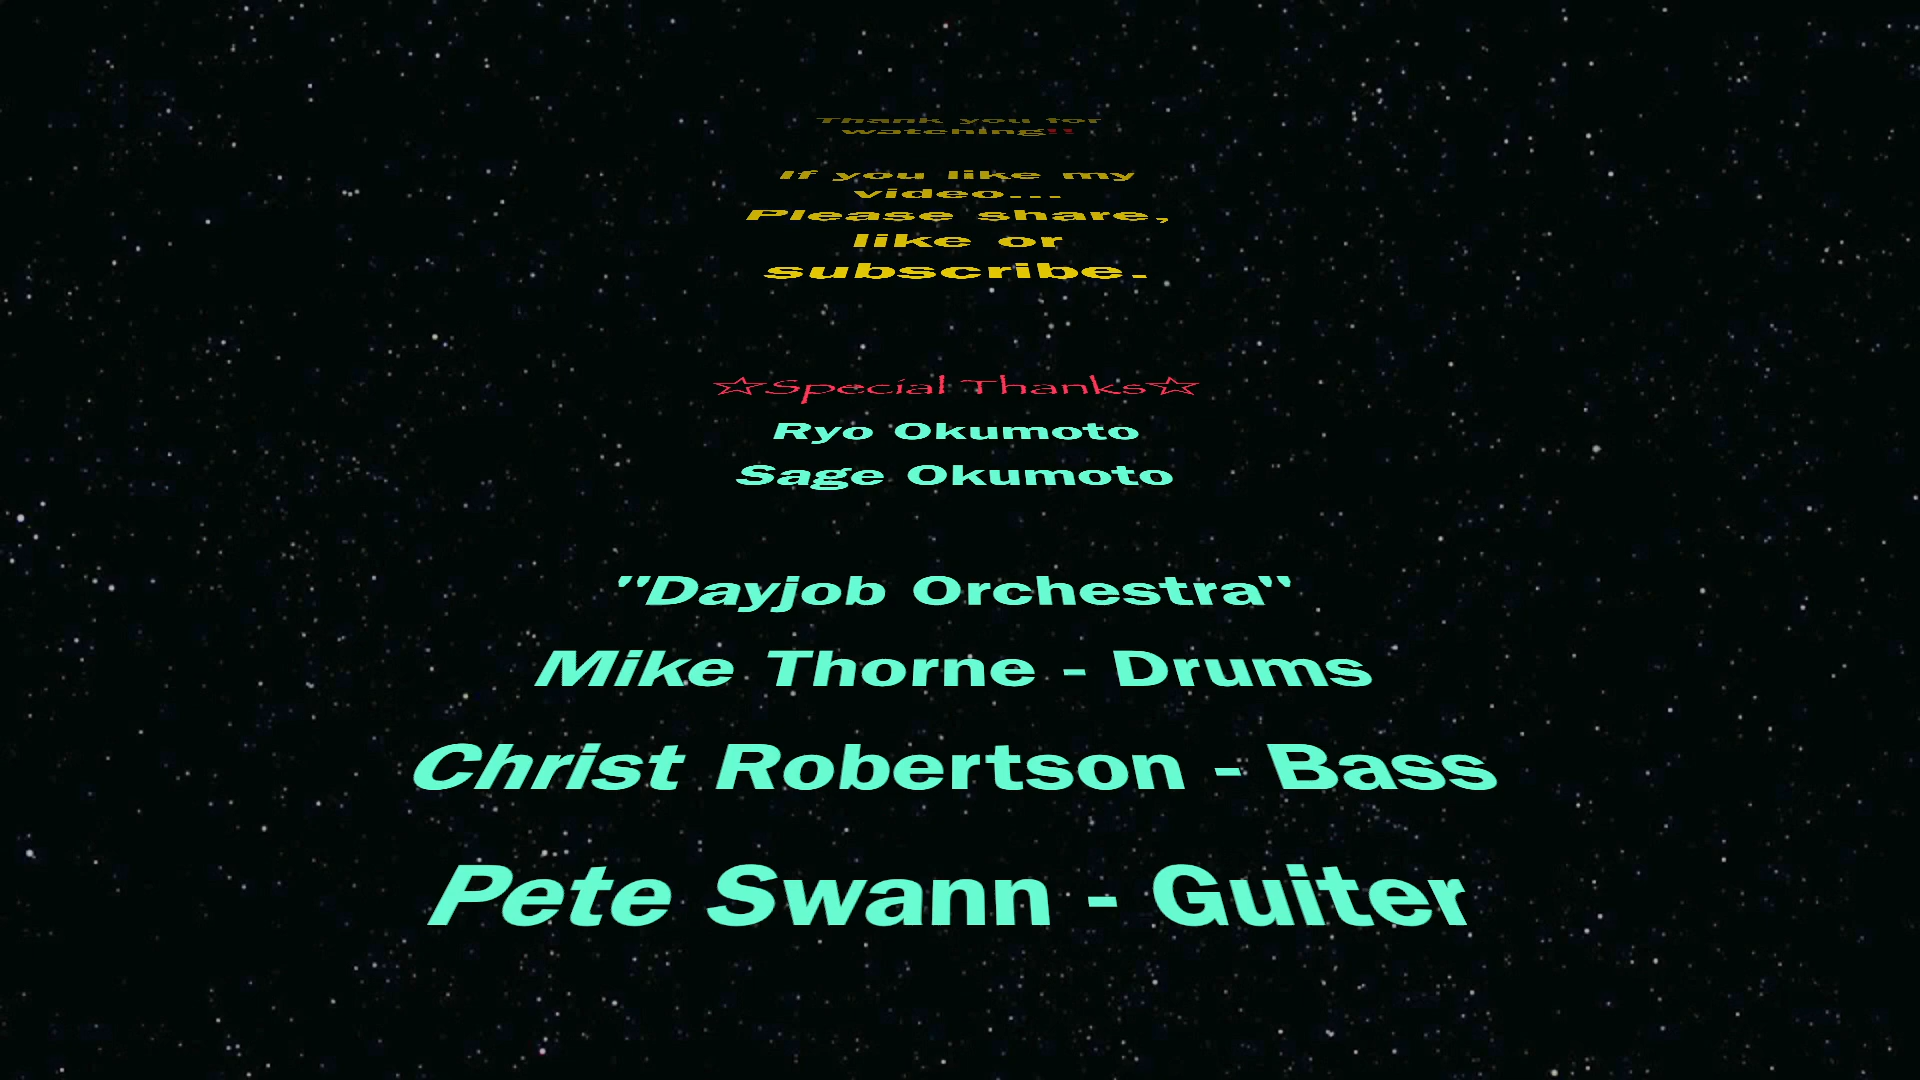 Thank you for
watching!!
If you like my
video...
Please share,
like or
subscribe.
☆Special Thanks☆
Ryo Okumoto
Sage Okumoto
"Dayjob Orchestra"
Mike Thorne - Drums
Christ Robertson - Bass
Pete Swann - Guiter